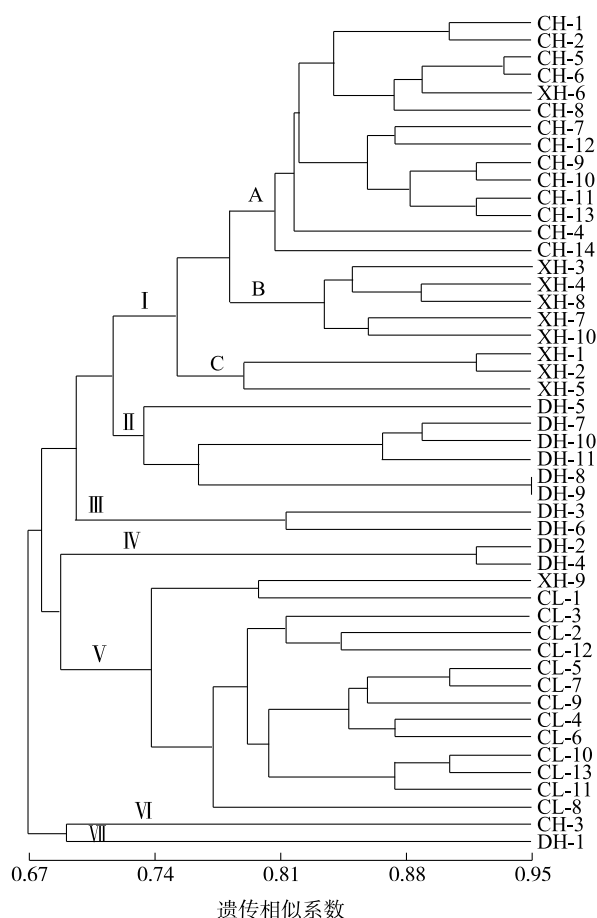 CH-1
CH-2
CH-5
CH-6
XH-6
CH-8
CH-7
CH-12
CH-9
CH-10
CH-11
CH-13
CH-4
A
CH-14
XH-3
XH-4
B
XH-8
I
XH-7
XH-10
XH-1
C
XH-2
XH-5
DH-5
II
DH-7
DH-10
DH-11
DH-8
DH-9
III
DH-3
DH-6
IV
DH-2
DH-4
XH-9
CL-1
CL-3
CL-2
V
CL-12
CL-5
CL-7
CL-9
CL-4
CL-6
CL-10
CL-13
CL-11
CL-8
VI
CH-3
VII
DH-1
0.67 0.74 0.81 0.88 0.95
遗传相似系数